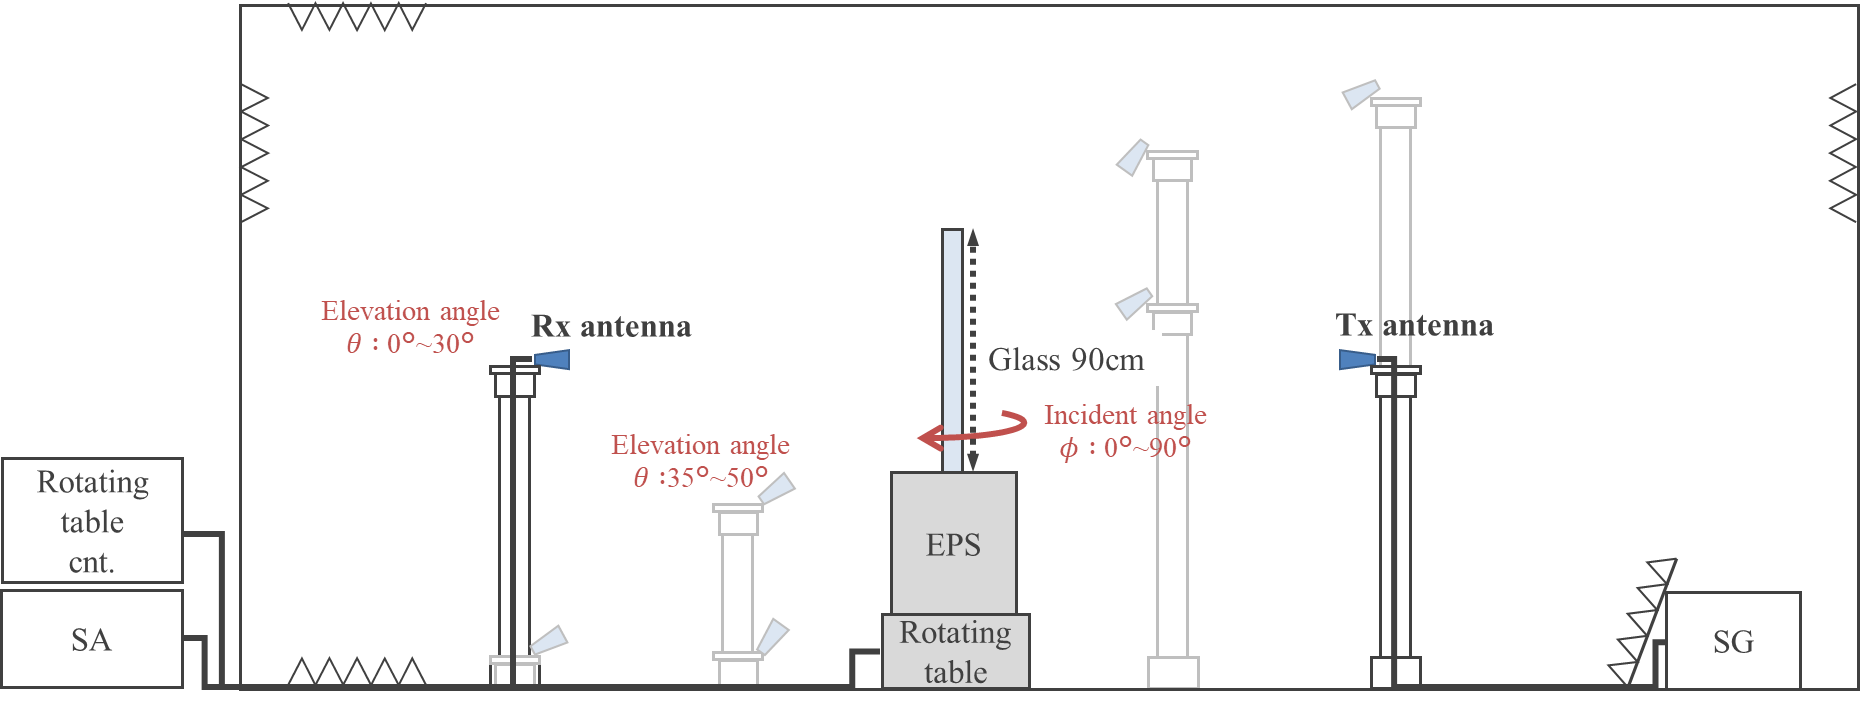 Elevation angle
θ : 0°~30°
Rx antenna
Tx antenna
Glass 90cm
Incident angle
ϕ : 0°~90°
Elevation angle
θ :35°~50°
Rotating
table
cnt.
EPS
SA
Rotating
table
SG